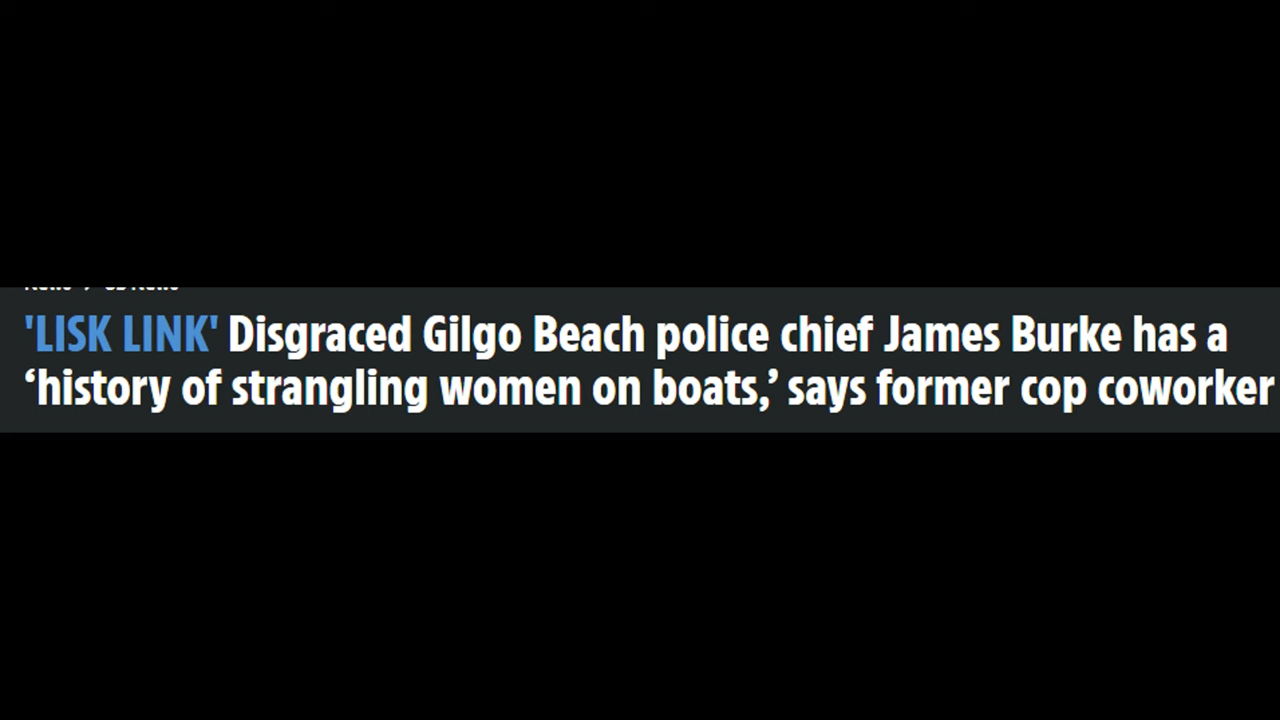 'LISK LINK' Disgraced Gilgo Beach police chief James Burke has a
‘history of strangling women on boats,’ says former cop coworker